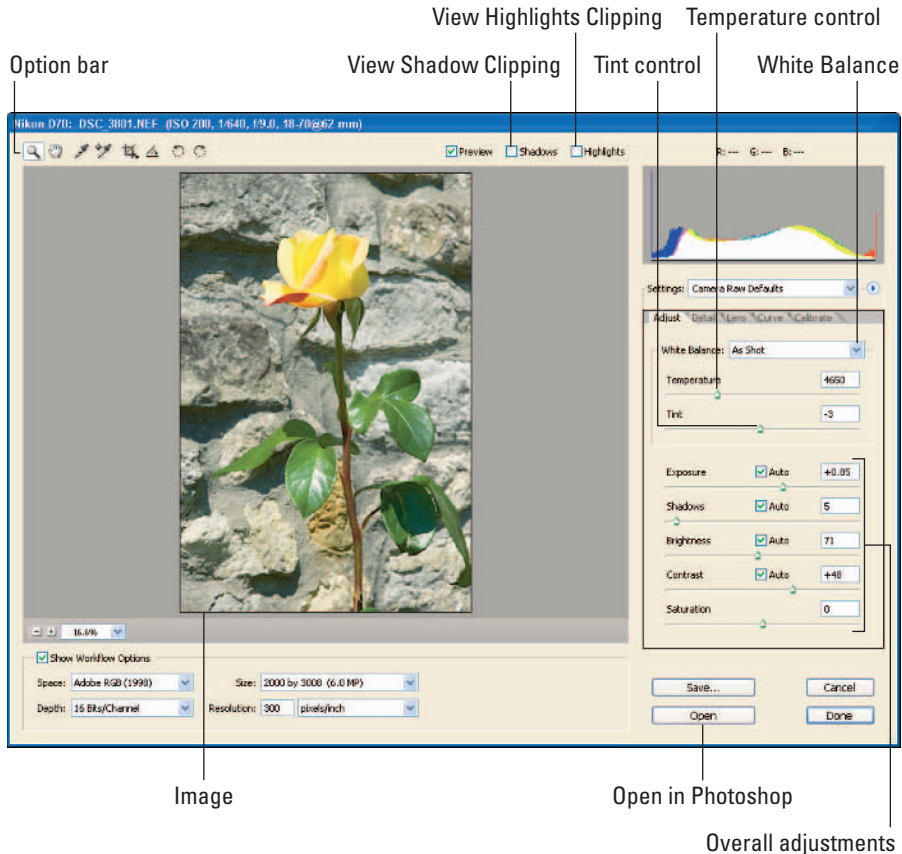 View Highlights Clipping Temperature control
Option bar View Shadow Clipping Tint control White Balance
Nikon D70: DSC_3801.NEF (ISO 200, 1/640, f/9.0, 18-70@62 mm)
Preview Shadows Highlights R: --- G: --- B: ---
Settings: Camera Raw Defaults
Adjust Detail Lens Curve Calibrate
White Balance: As Shot
Temperature 4650
Tint -3
Exposure Auto +0.85
Shadows Auto 5
Brightness Auto 71
Contrast Auto +48
Saturation 0
16.6%
Show Workflow Options
Space: Adobe RGB (1998) Size: 2000 by 3008 (6.0 MP)
Depth: 16 Bits/Channel Resolution: 300 pixels/inch
Save... Cancel
Open Done
Image Open in Photoshop
Overall adjustments